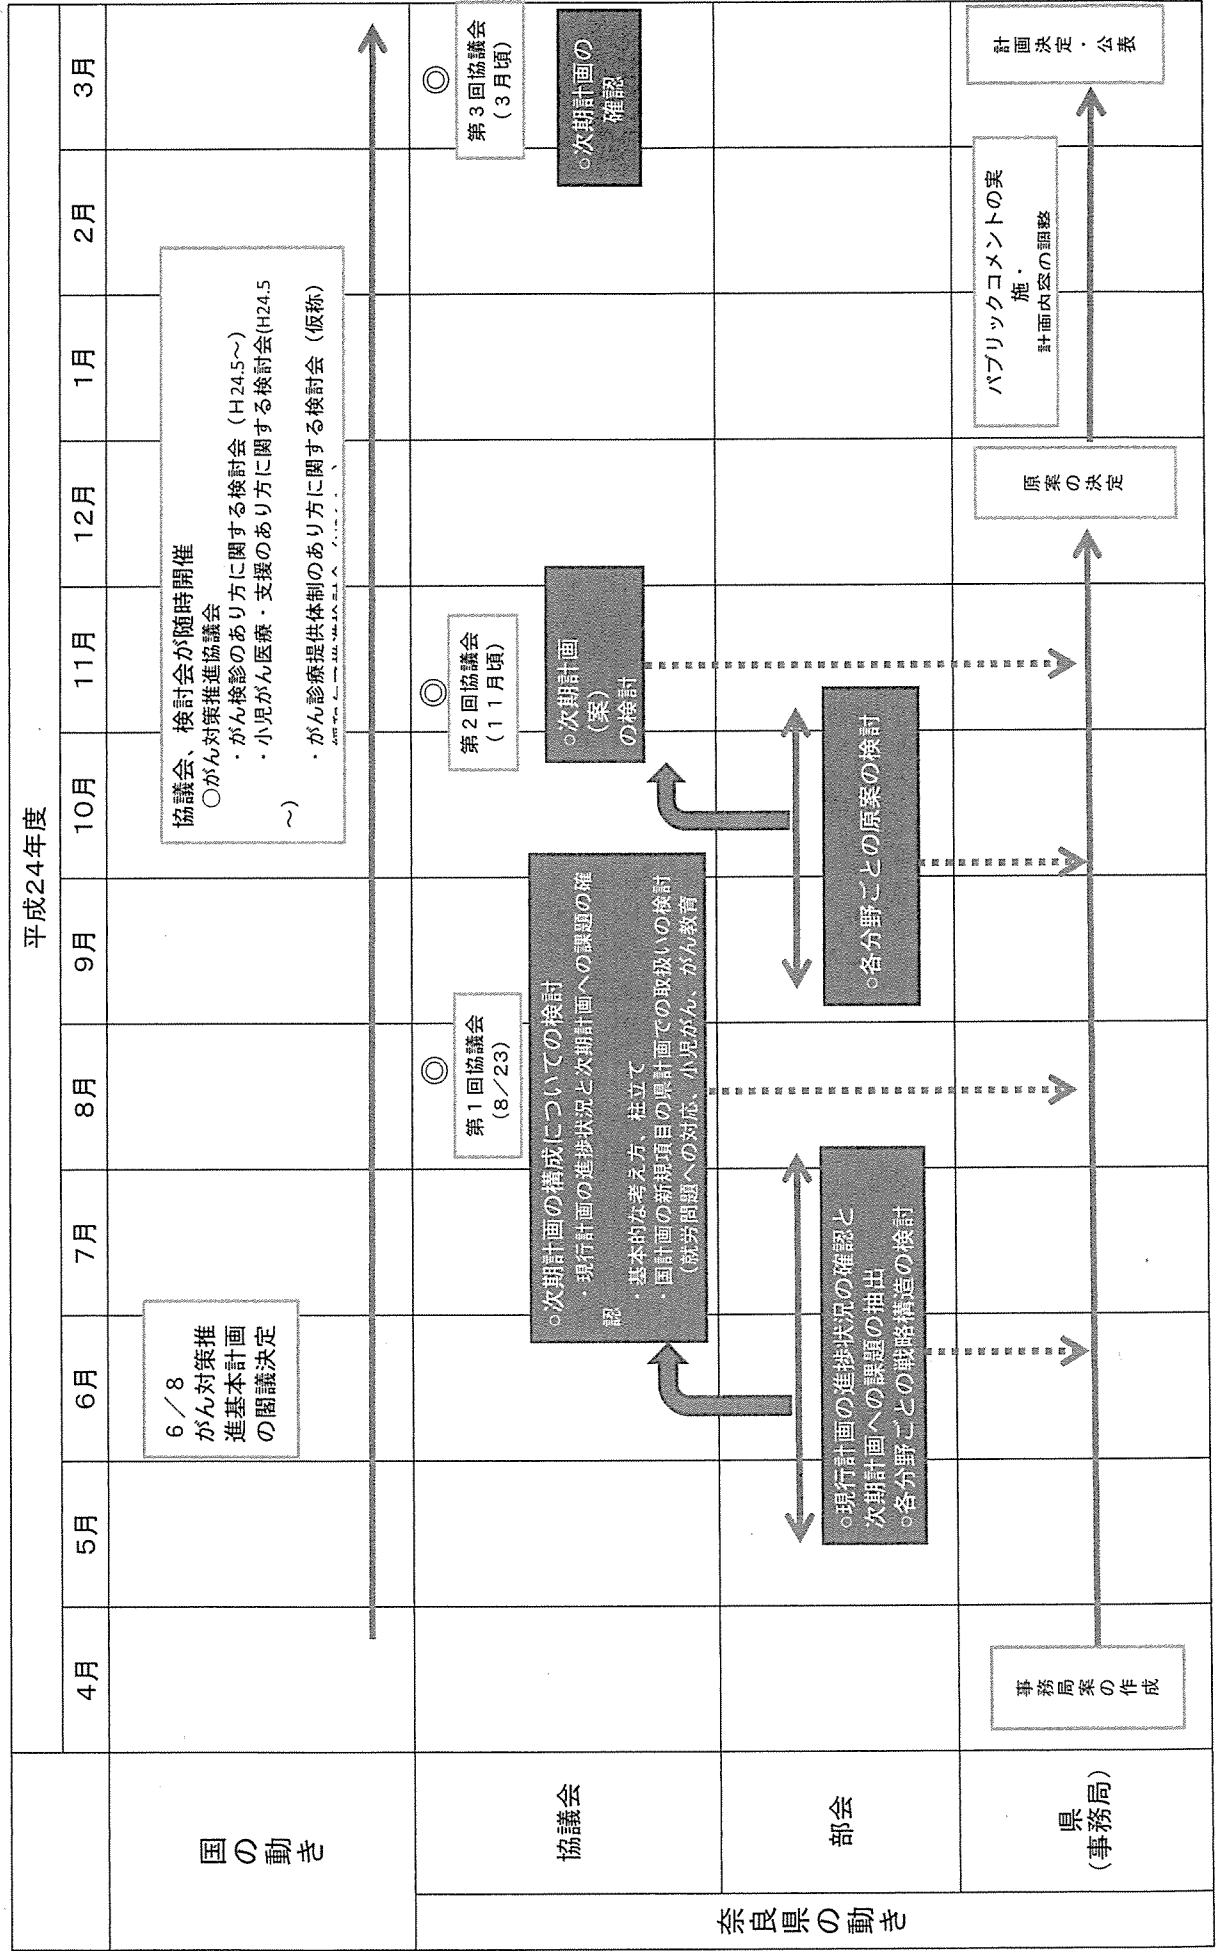 平成24年度
4月
5月
6月
7月
8月
9月
10月
11月
12月
1月
2月
3月
国の動き
6/8
がん対策推
進基本計画
の閣議決定
協議会、検討会が随時開催
○がん対策推進協議会
・がん検診のあり方に関する検討会（H24.5～）
・小児がん医療・支援のあり方に関する検討会(H24.5
～)
・がん診療提供体制のあり方に関する検討会（仮称）
奈良県の動き
協議会
◎
第1回協議会
(8/23)
○次期計画の構成についての検討
・現行計画の進捗状況と次期計画への課題の確
認
・基本的な考え方、柱立て
・国計画の新規項目の県計画での取扱いの検討
(就労問題への対応、小児がん、がん教育
◎
第2回協議会
(11月頃)
○次期計画
(案)
の検討
◎
第3回協議会
(3月頃)
○次期計画の
確認
部会
○現行計画の進捗状況の確認と
次期計画への課題の抽出
○各分野ごとの戦略構造の検討
○各分野ごとの原案の検討
県
(事務局)
事務局案の作成
原案の決定
パブリックコメントの実
施・
計画内容の調整
計画決定・公表